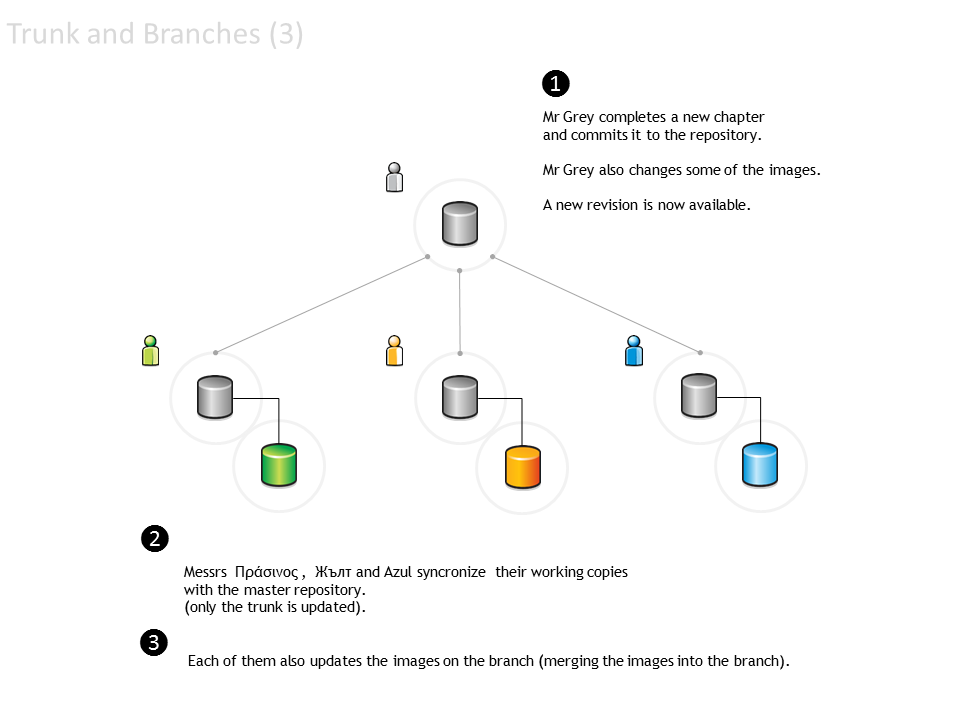 Trunk and Branches (3)
1
Mr Grey completes a new chapter
and commits it to the repository.
Mr Grey also changes some of the images.
A new revision is now available.
2
Messrs Πράσινος , Жълт and Azul syncronize their working copies
with the master repository.
(only the trunk is updated).
3
Each of them also updates the images on the branch (merging the images into the branch).